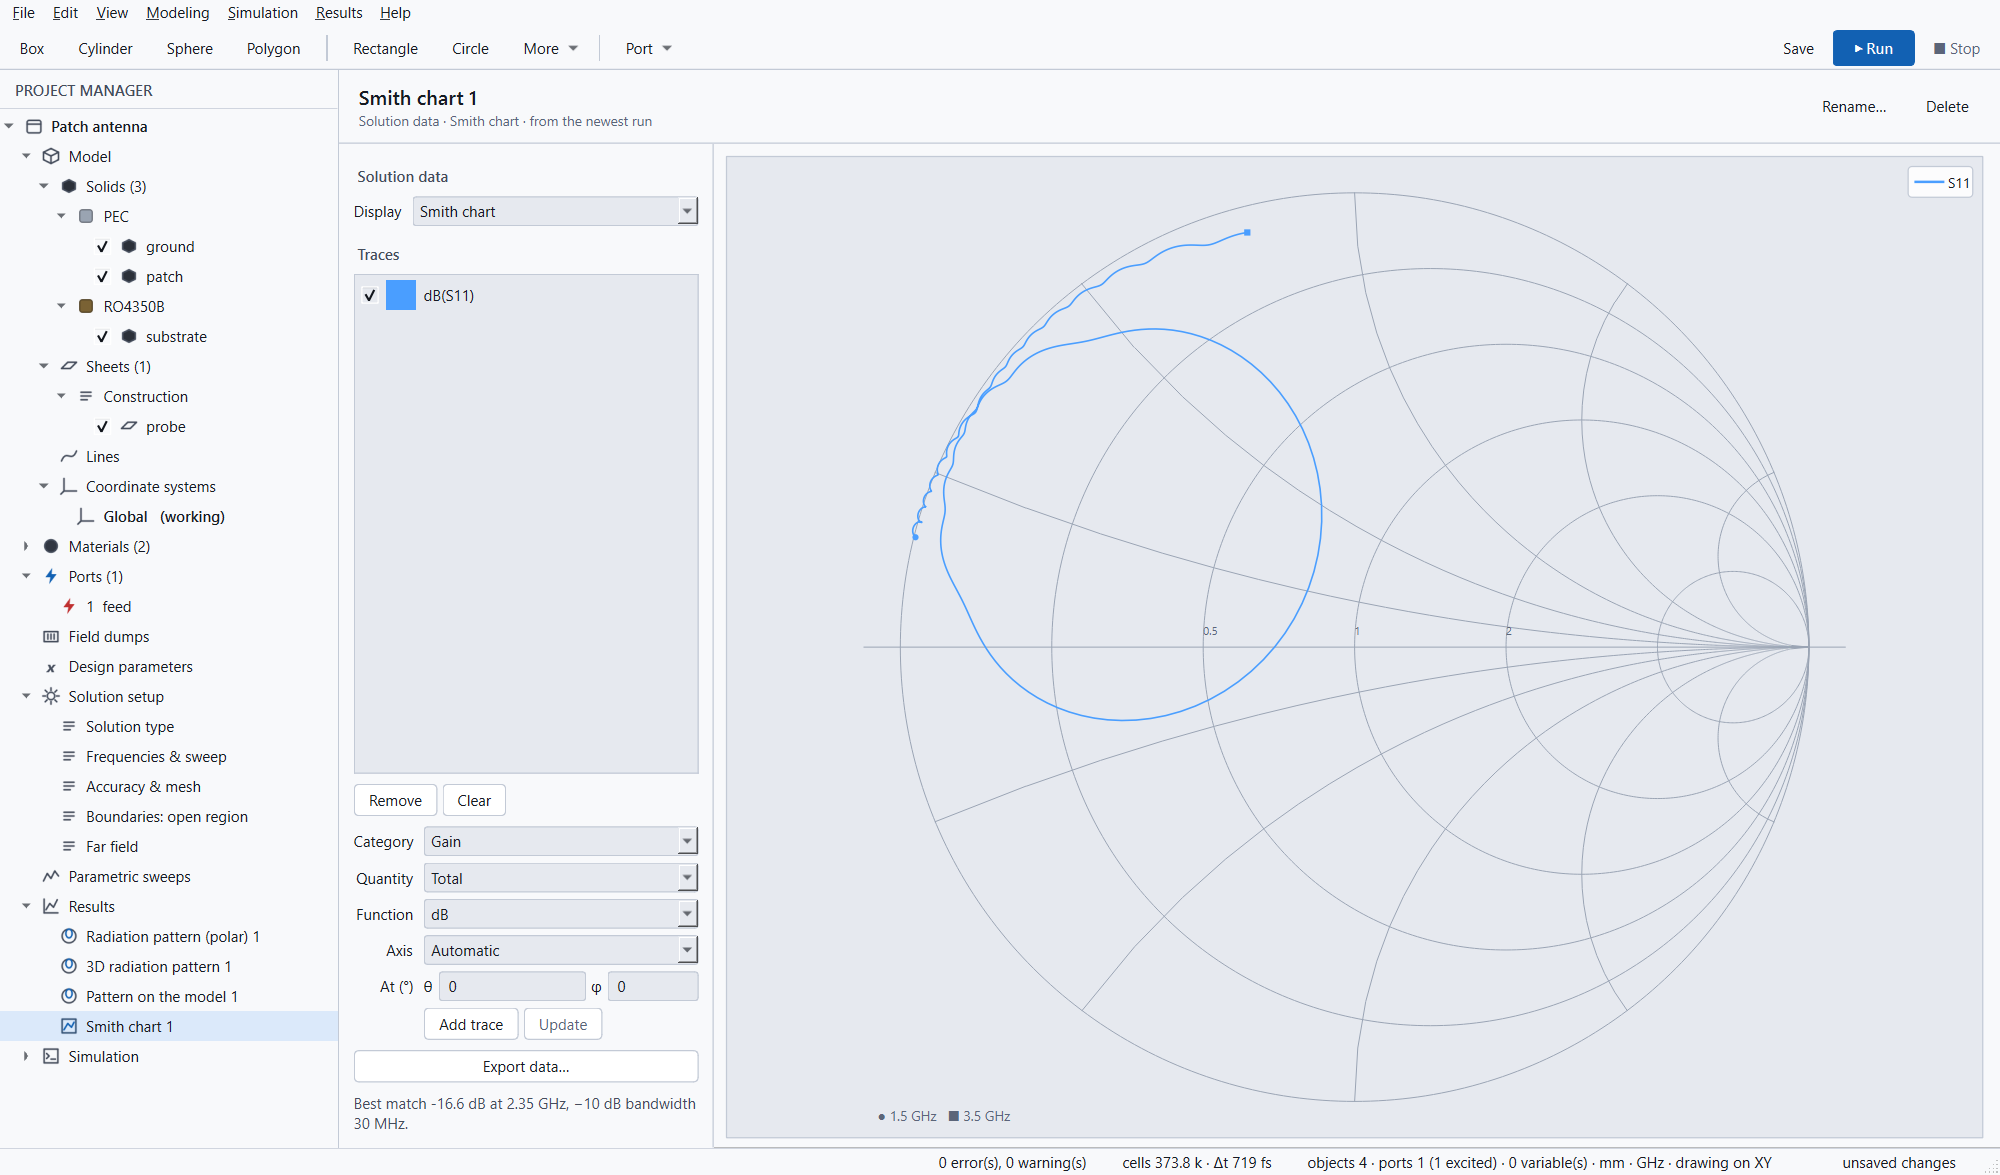 File Edit View Modeling Simulation Results Help
Box Cylinder Sphere Polygon Rectangle Circle More Port Save Run Stop
PROJECT MANAGER
Patch antenna
Model
Solids (3)
PEC
ground
patch
RO4350B
substrate
Sheets (1)
Construction
probe
Lines
Coordinate systems
Global (working)
Materials (2)
Ports (1)
1 feed
Field dumps
x Design parameters
Solution setup
Solution type
Frequencies & sweep
Accuracy & mesh
Boundaries: open region
Far field
Parametric sweeps
Results
Radiation pattern (polar) 1
3D radiation pattern 1
Pattern on the model 1
Smith chart 1
Simulation
Smith chart 1
Solution data · Smith chart · from the newest run
Rename... Delete
Solution data
Display Smith chart
Traces
dB(S11)
Remove Clear
Category Gain
Quantity Total
Function dB
Axis Automatic
At (°) θ 0 φ 0
Add trace Update
Export data...
Best match -16.6 dB at 2.35 GHz, −10 dB bandwidth
30 MHz.
S11
0.5 1 2
1.5 GHz 3.5 GHz
0 error(s), 0 warning(s) cells 373.8 k · Δt 719 fs objects 4 · ports 1 (1 excited) · 0 variable(s) · mm · GHz · drawing on XY unsaved changes